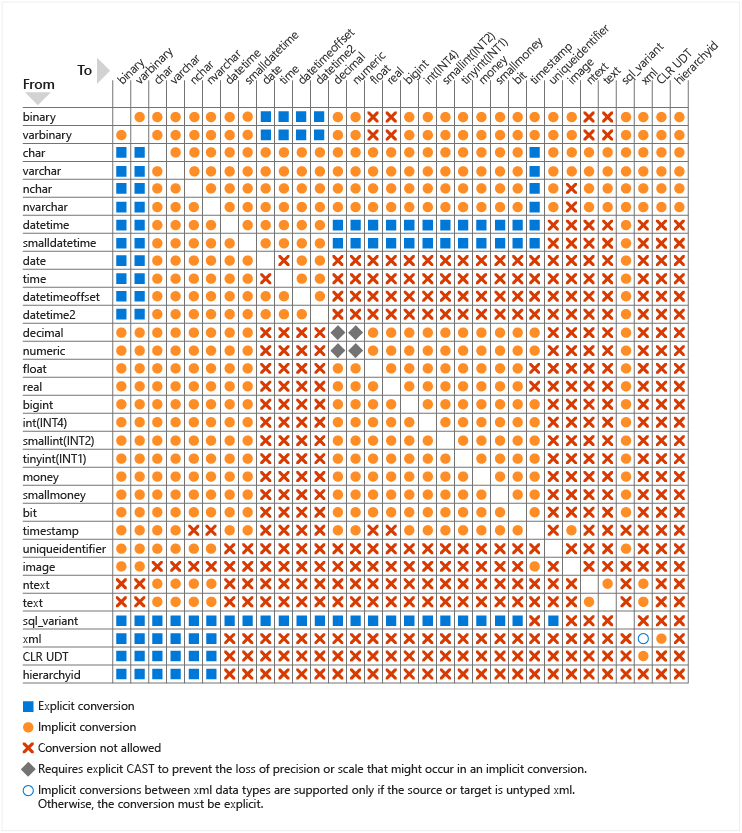 To
From
binary
varbinary
char
varchar
nchar
nvarchar
datetime
smalldatetime
date
time
datetimeoffset
datetime2
decimal
numeric
float
real
bigint
int(INT4)
smallint(INT2)
tinyint(INT1)
money
smallmoney
bit
timestamp
uniqueidentifier
image
ntext
text
sql_variant
xml
CLR UDT
hierarchyid
binary
varbinary
char
varchar
nchar
nvarchar
datetime
smalldatetime
date
time
datetimeoffset
datetime2
decimal
numeric
float
real
bigint
int(INT4)
smallint(INT2)
tinyint(INT1)
money
smallmoney
bit
timestamp
uniqueidentifier
image
ntext
text
sql_variant
xml
CLR UDT
hierarchyid
Explicit conversion
Implicit conversion
Conversion not allowed
Requires explicit CAST to prevent the loss of precision or scale that might occur in an implicit conversion.
Implicit conversions between xml data types are supported only if the source or target is untyped xml.
Otherwise, the conversion must be explicit.